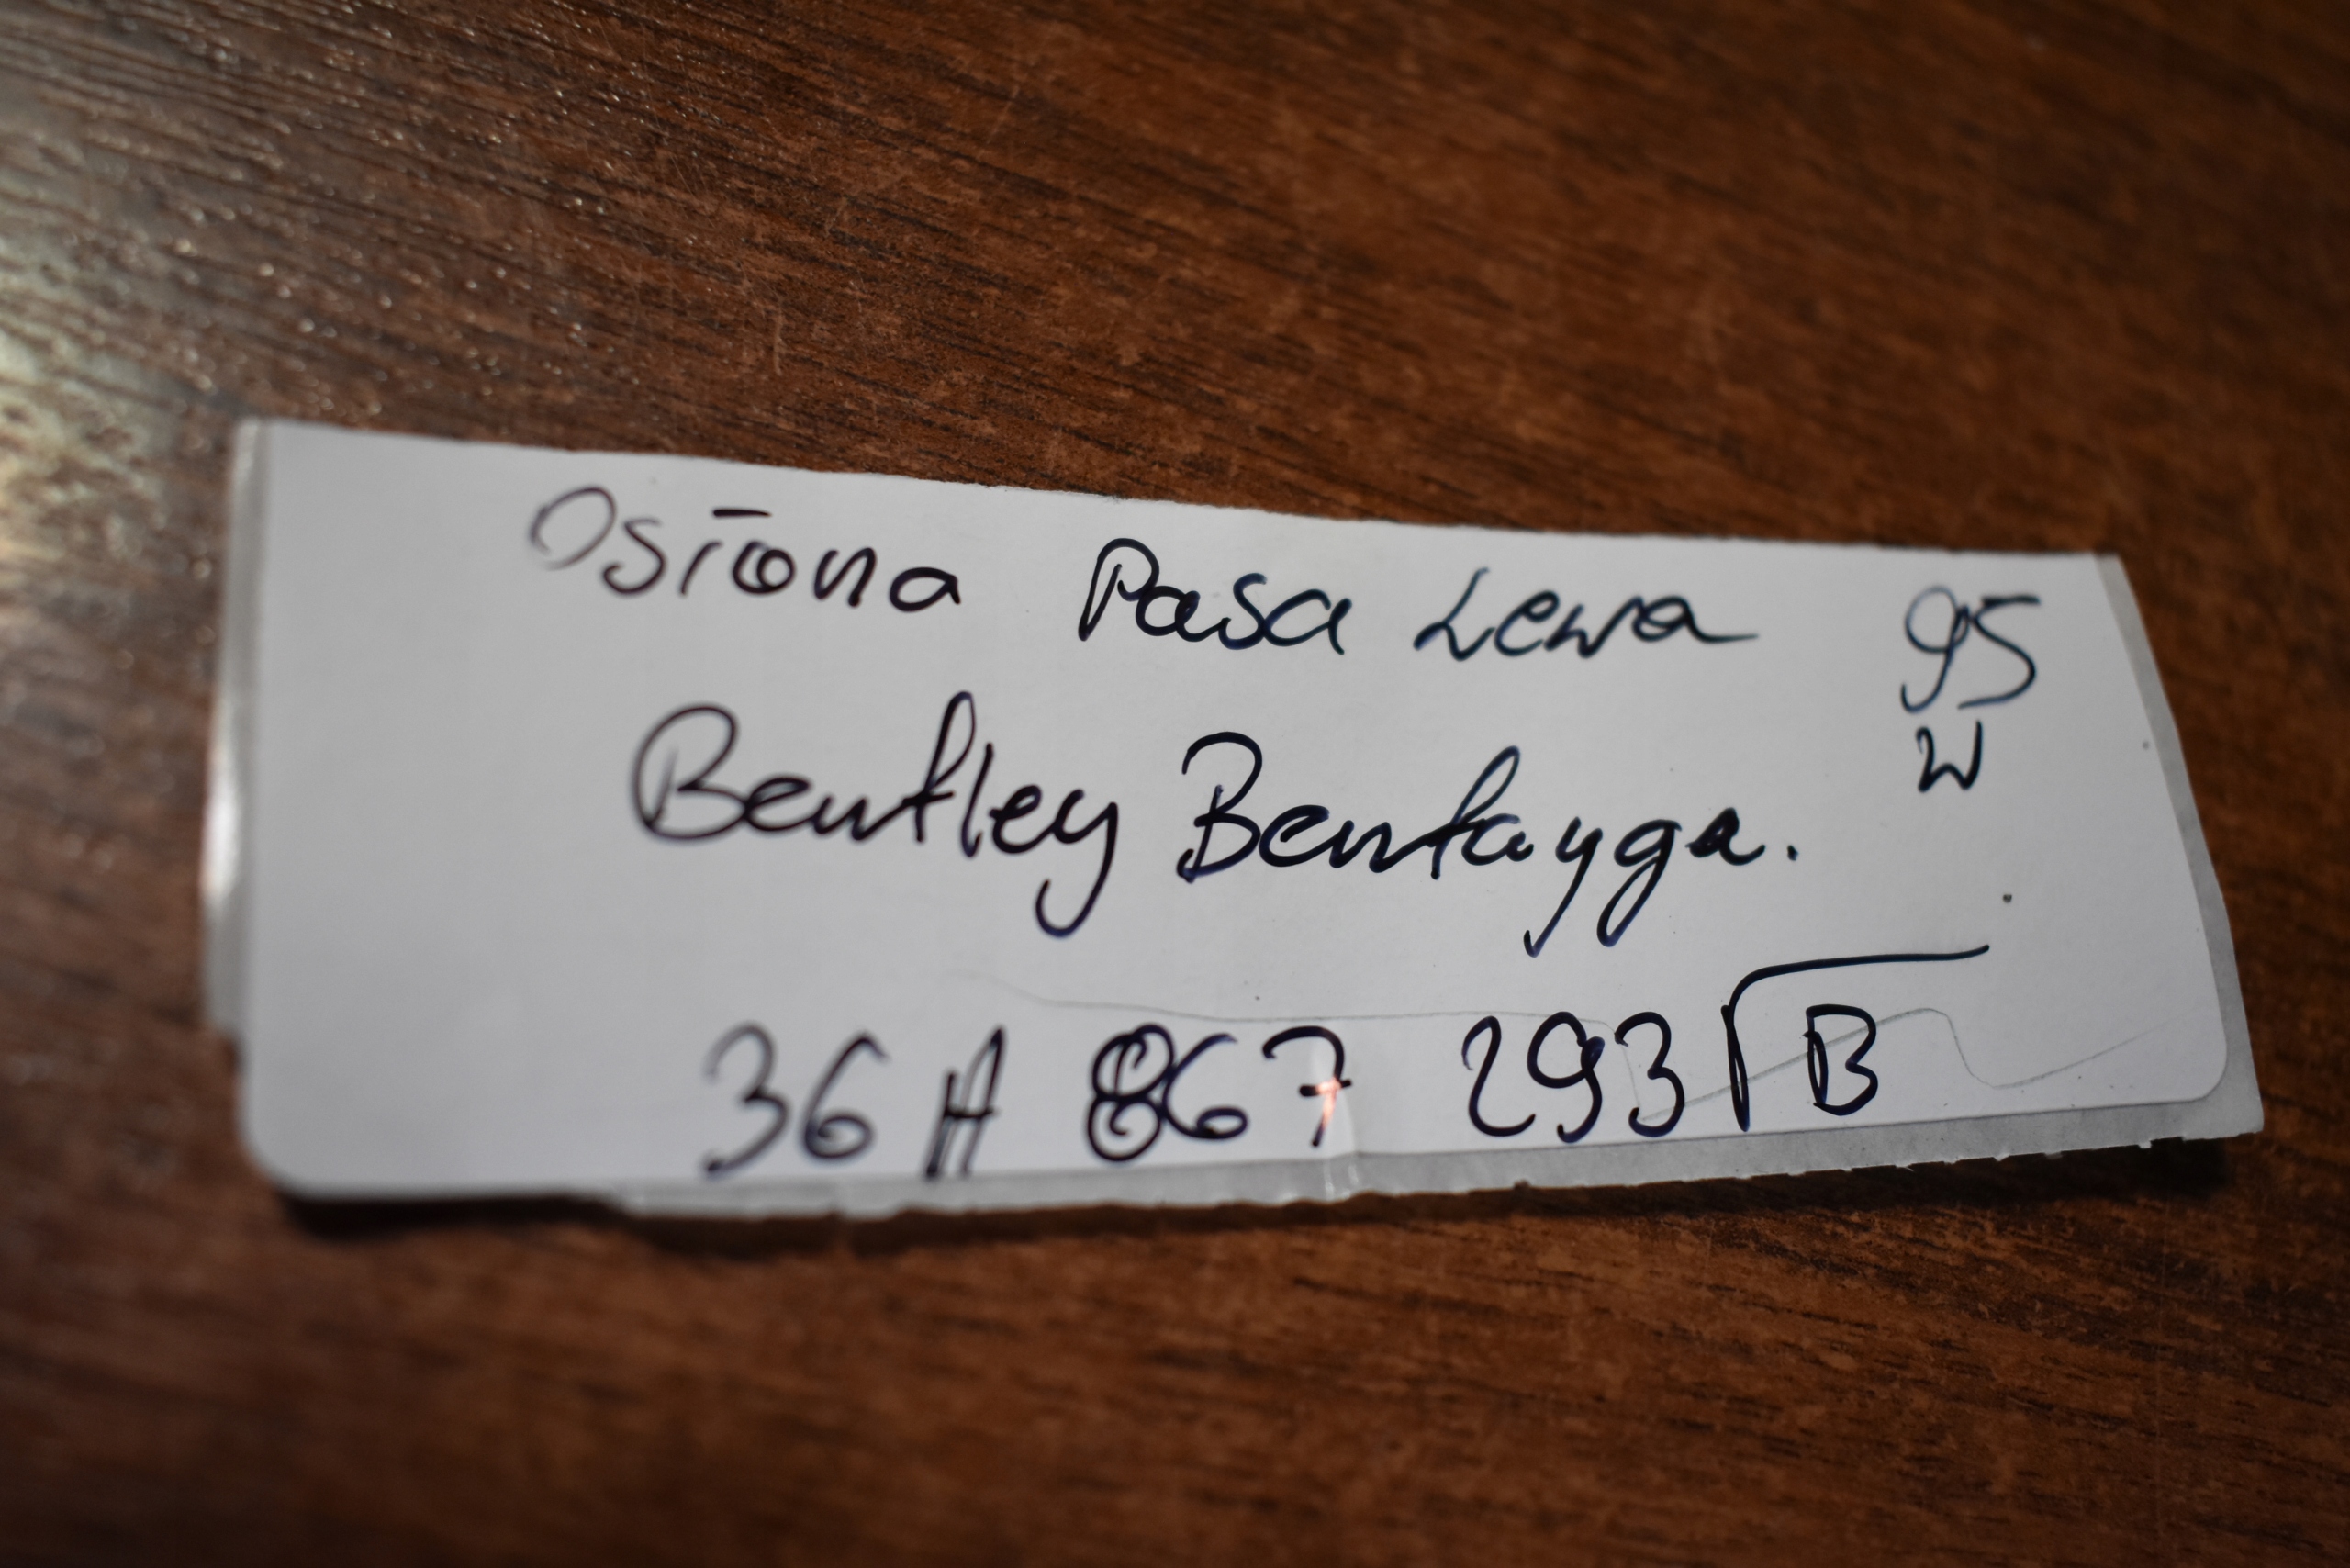 Osłona Pasa Lewa 95
W
Bentley Bentayga.
36A 867 293 B